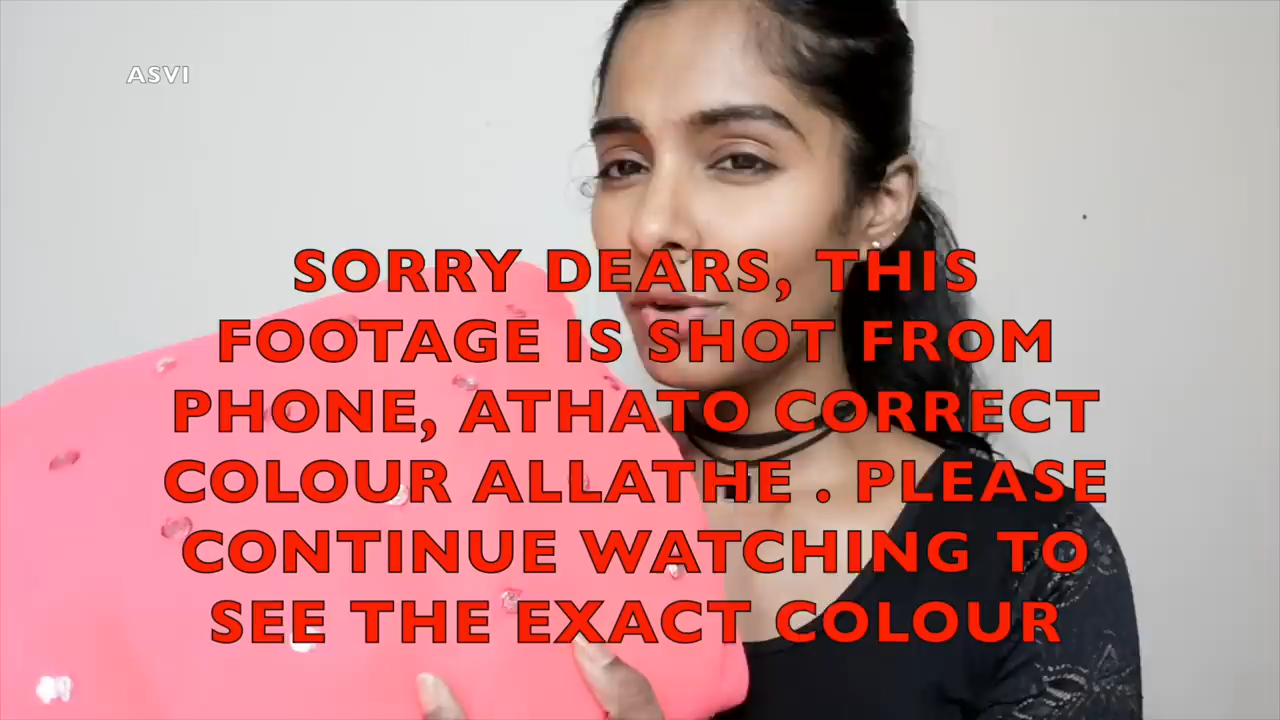 ASVI
SORRY DEARS, THIS
FOOTAGE IS SHOT FROM
PHONE, ATHATO CORRECT
COLOUR ALLATHE . PLEASE
CONTINUE WATCHING TO
SEE THE EXACT COLOUR